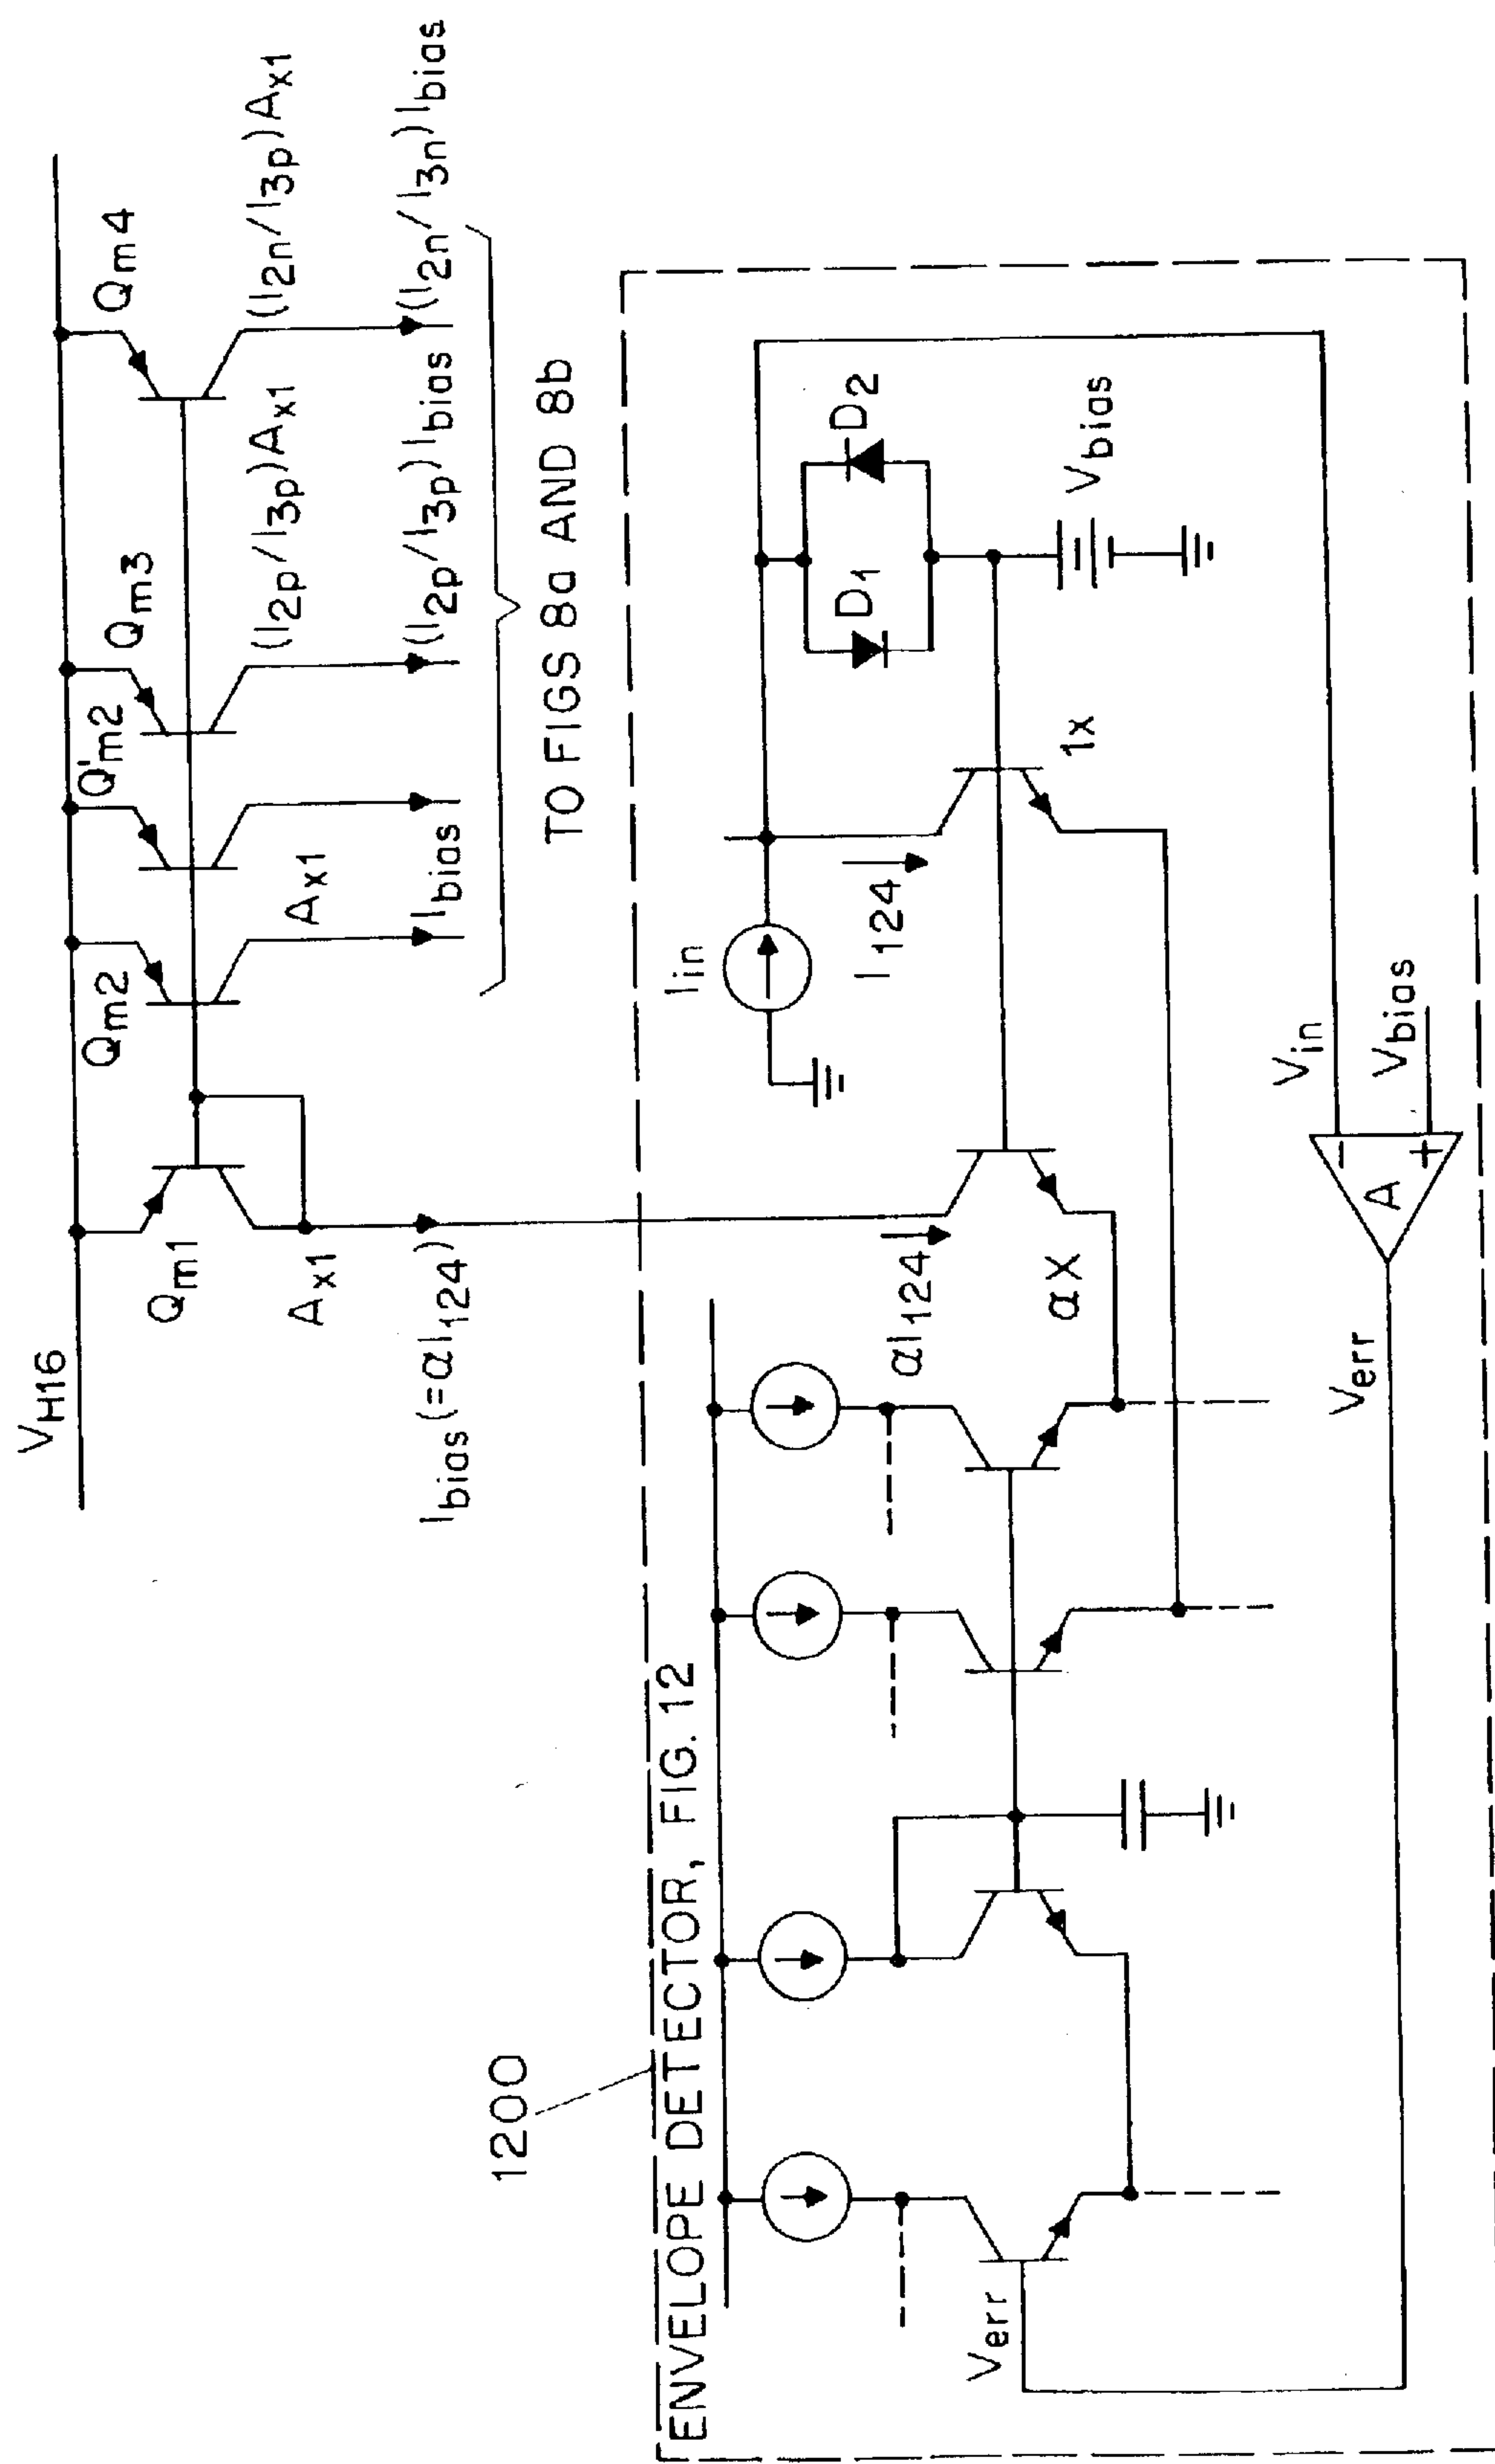 V_H16
Q_m1
Q_m2
Q'_m2
Q_m3
Q_m4
A_x1
A_x1
(I_2p/I_3p)A_x1
(I_2n/I_3p)A_x1
I_bias(=αI_124)
I_bias
(I_2p/I_3p)I_bias
(I_2n/I_3n)I_bias
TO FIGS 8a AND 8b
1200
ENVELOPE DETECTOR, FIG. 12
I_in
D_1
D_2
αI_124
I_124
αX
1x
V_bias
V_err
V_err
V_in
V_bias
A
−
+